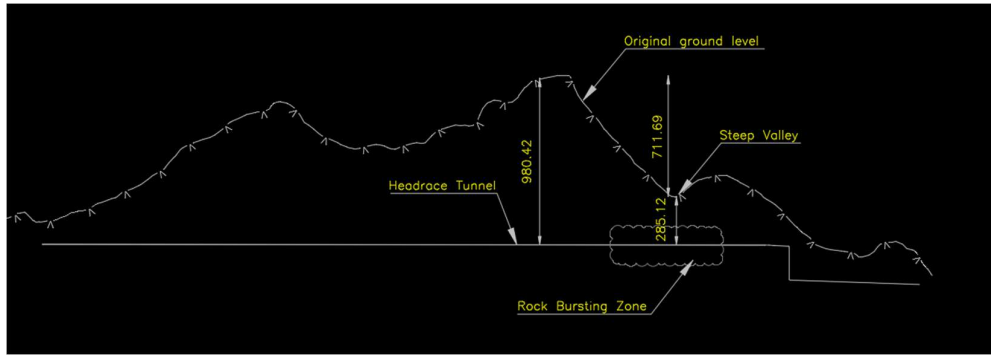 Original ground level
Steep Valley
711.69
980.42
Headrace Tunnel
285.12
Rock Bursting Zone